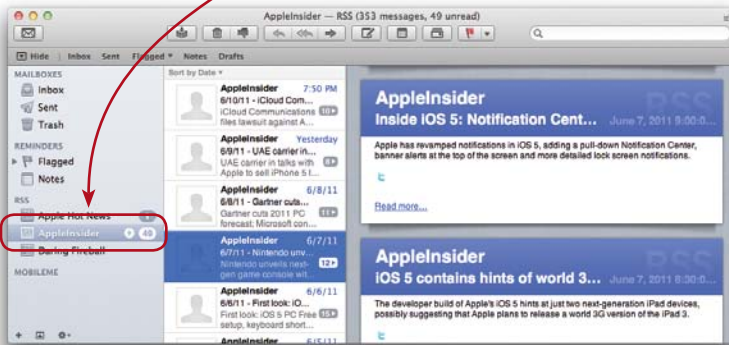 AppleInsider — RSS (353 messages, 49 unread)
Hide Inbox Sent Flagged Notes Drafts
MAILBOXES
Inbox
Sent
Trash
REMINDERS
Flagged
Notes
RSS
Apple Hot News
AppleInsider 49
Daring Fireball
MOBILEME
Sort by Date
AppleInsider 7:50 PM
6/10/11 - iCloud Com...
iCloud Communications 10
files lawsuit against A...
AppleInsider Yesterday
6/9/11 - UAE carrier in...
UAE carrier in talks with
Apple to sell iPhone 5 t...
AppleInsider 6/8/11
6/8/11 - Gartner cuts...
Gartner cuts 2011 PC 11
forecast; Microsoft con...
AppleInsider 6/7/11
6/7/11 - Nintendo unv...
Nintendo unveils next- 12
gen game console wit...
AppleInsider 6/6/11
6/6/11 - First look: iO...
First look: iOS 5 PC Free 15
setup, keyboard short...
AppleInsider 6/5/11
AppleInsider
RSS
Inside iOS 5: Notification Cent... June 7, 2011 9:00:0...
Apple has revamped notifications in iOS 5, adding a pull-down Notification Center,
banner alerts at the top of the screen and more detailed lock screen notifications.
Read more...
AppleInsider
RSS
iOS 5 contains hints of world 3... June 7, 2011 8:30:0...
The developer build of Apple's iOS 5 hints at just two next-generation iPad devices,
possibly suggesting that Apple plans to release a world 3G version of the iPad 3.